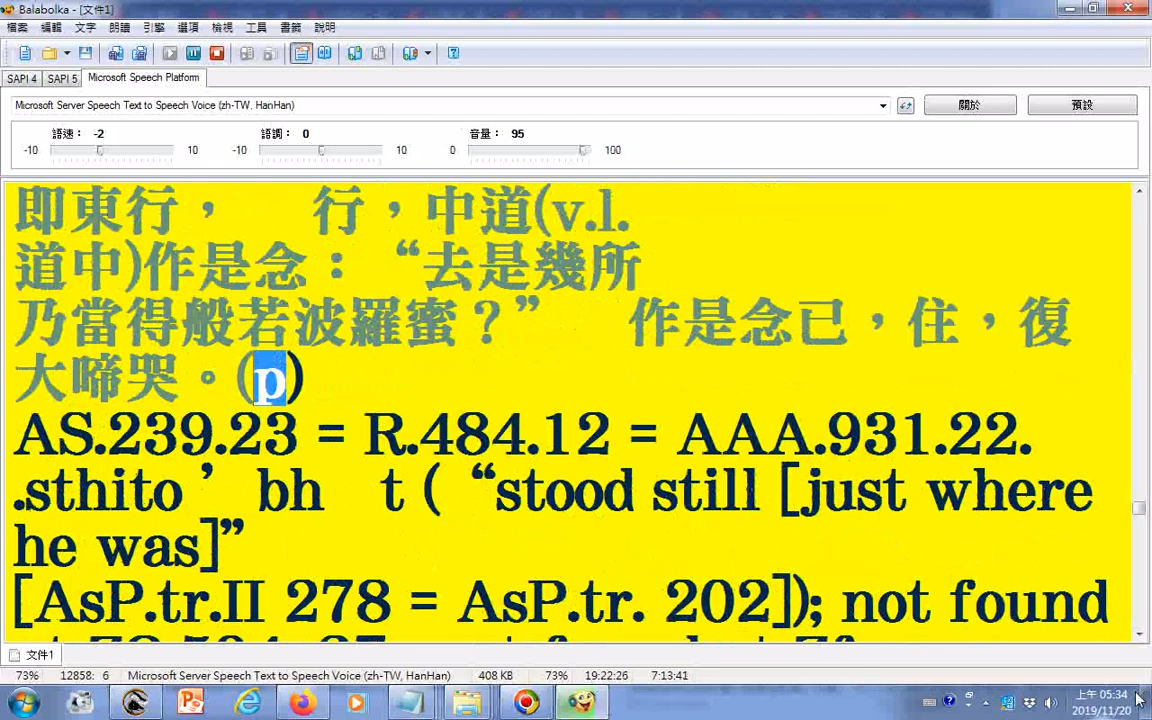 Balabolka - [文件1]
檔案 編輯 文字 朗讀 引擎 選項 檢視 工具 書籤 說明
SAPI 4 SAPI 5 Microsoft Speech Platform
Microsoft Server Speech Text to Speech Voice (zh-TW, HanHan) 關於 預設
語速： -2 語調： 0 音量： 95
-10 10 -10 10 0 100
即東行， 行，中道(v.l.
道中)作是念：“去是幾所
乃當得般若波羅蜜？” 作是念已，住，復
大啼哭。(p)
AS.239.23 = R.484.12 = AAA.931.22.
.sthito ’ bh t ( “stood still [just where
he was]”
[AsP.tr.II 278 = AsP.tr. 202]); not found
文件1
73% 12858: 6 Microsoft Server Speech Text to Speech Voice (zh-TW, HanHan) 408 KB 73% 19:22:26 7:13:41
上午 05:34
2019/11/20